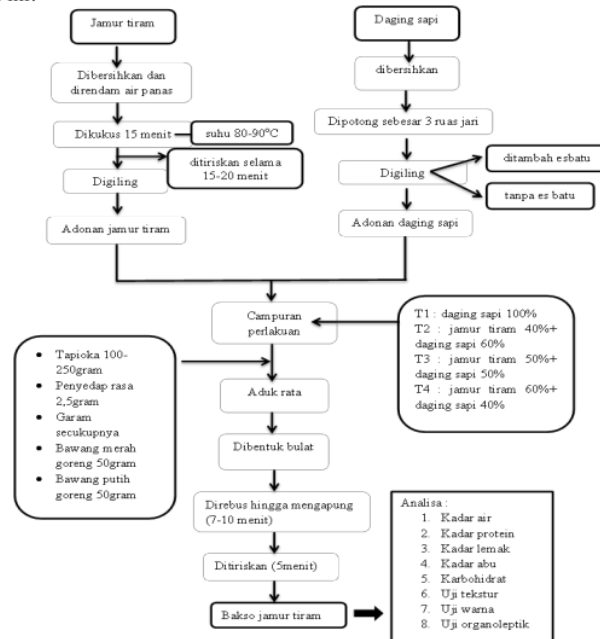 Jamur tiram
Dibersihkan dan
direndam air panas
Dikukus 15 menit
suhu 80-90°C
ditiriskan selama
15-20 menit
Digiling
Adonan jamur tiram
Daging sapi
dibersihkan
Dipotong sebesar 3 ruas jari
Digiling
ditambah esbatu
tanpa es batu
Adonan daging sapi
Campuran
perlakuan
T1 : daging sapi 100%
T2 : jamur tiram 40%+
daging sapi 60%
T3 : jamur tiram 50%+
daging sapi 50%
T4 : jamur tiram 60%+
daging sapi 40%
• Tapioka 100-
250gram
• Penyedap rasa
2,5gram
• Garam
secukupnya
• Bawang merah
goreng 50gram
• Bawang putih
goreng 50gram
Aduk rata
Dibentuk bulat
Direbus hingga mengapung
(7-10 menit)
Ditiriskan (5menit)
Bakso jamur tiram
Analisa :
1. Kadar air
2. Kadar protein
3. Kadar lemak
4. Kadar abu
5. Karbohidrat
6. Uji tekstur
7. Uji warna
8. Uji organoleptik